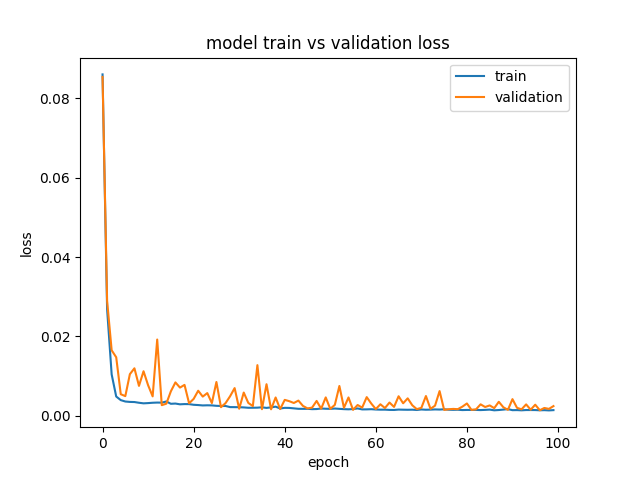 model train vs validation loss
train
validation
0.08
0.06
0.04
0.02
0.00
loss
0
20
40
60
80
100
epoch